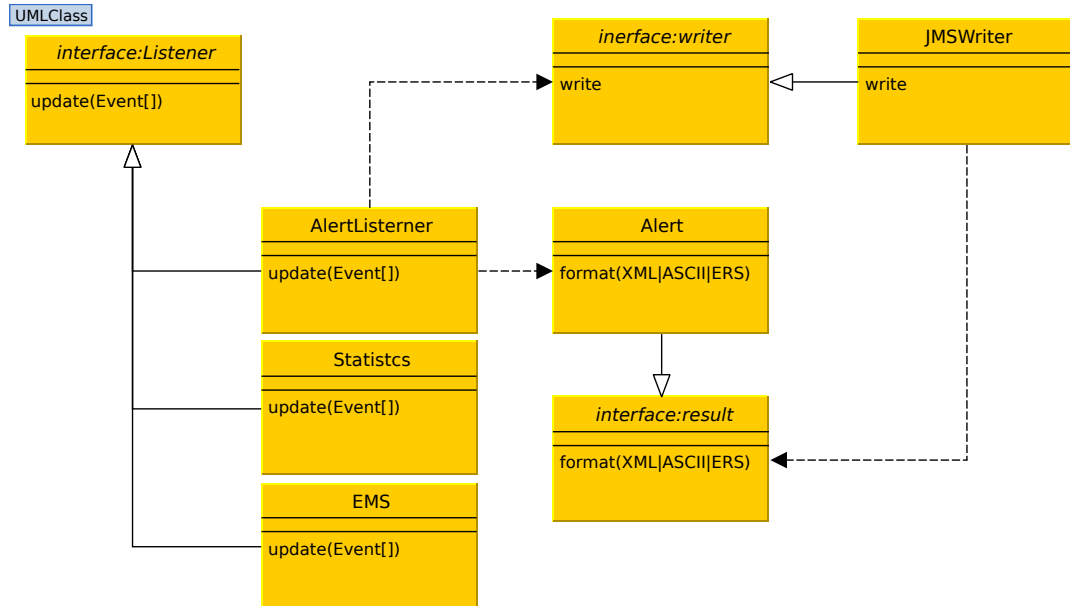 UMLClass
interface:Listener
update(Event[])
inerface:writer
write
JMSWriter
write
AlertListerner
update(Event[])
Alert
format(XML|ASCII|ERS)
Statistcs
update(Event[])
interface:result
format(XML|ASCII|ERS)
EMS
update(Event[])